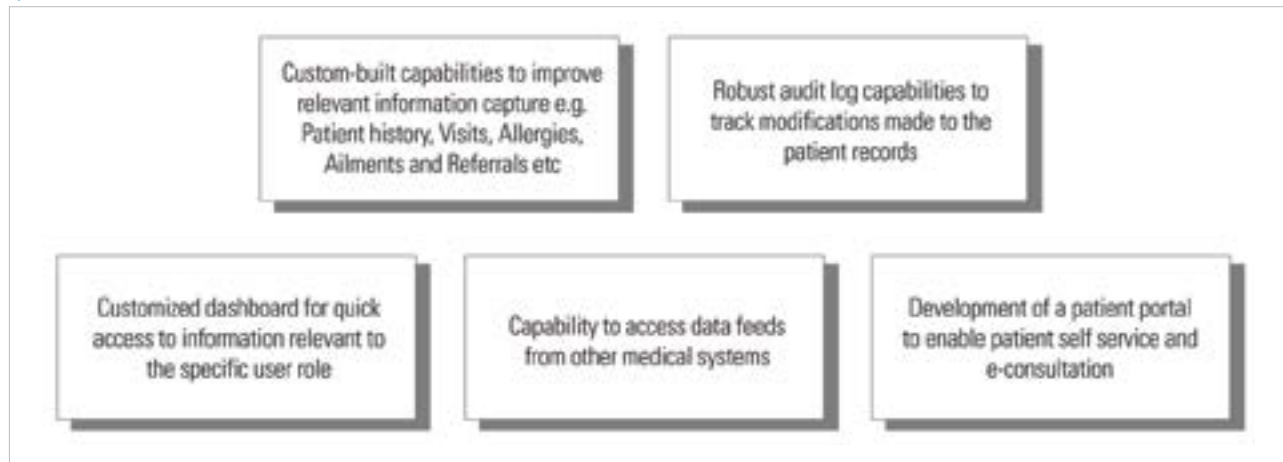 Custom-built capabilities to improve
relevant information capture e.g.
Patient history, Visits, Allergies,
Ailments and Referrals etc
Robust audit log capabilities to
track modifications made to the
patient records
Customized dashboard for quick
access to information relevant to
the specific user role
Capability to access data feeds
from other medical systems
Development of a patient portal
to enable patient self service and
e-consultation